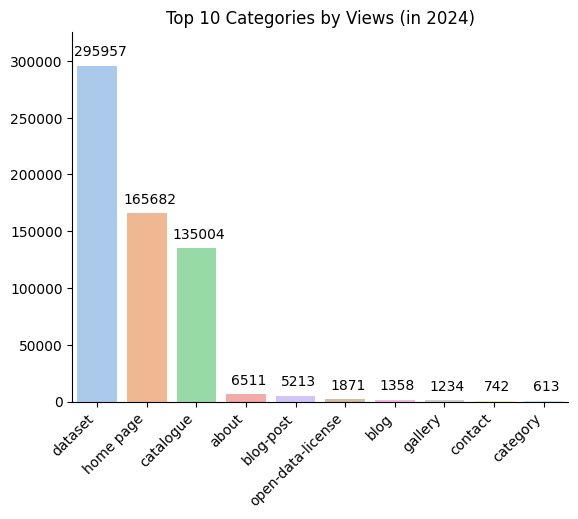 Top 10 Categories by Views (in 2024)
300000
250000
200000
150000
100000
50000
0
295957
165682
135004
6511
5213
1871
1358
1234
742
613
dataset
home page
catalogue
about
blog-post
open-data-license
blog
gallery
contact
category